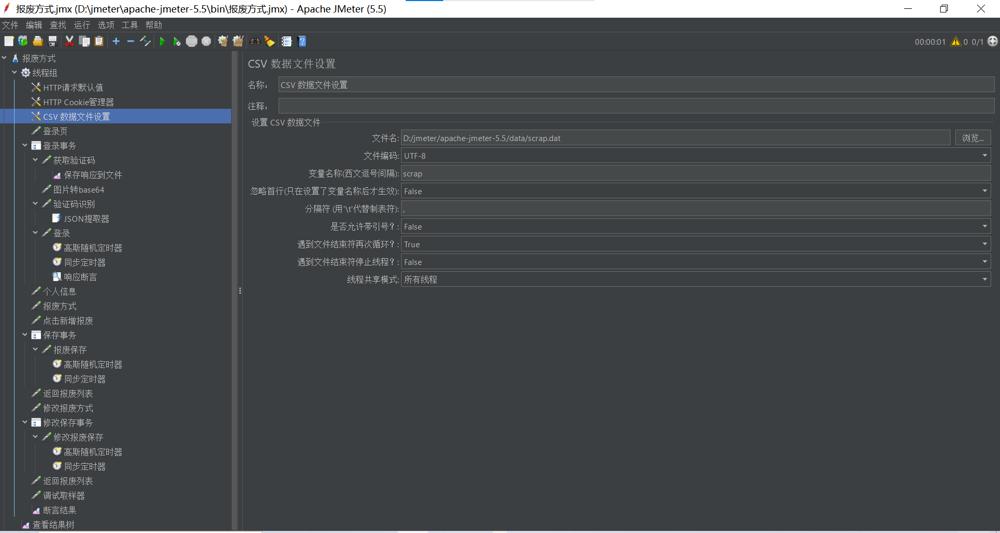 报废方式.jmx (D:\jmeter\apache-jmeter-5.5\bin\报废方式.jmx) - Apache JMeter (5.5)
文件 编辑 查找 运行 选项 工具 帮助
00:00:01 0 0/1
报废方式
线程组
HTTP请求默认值
HTTP Cookie管理器
CSV 数据文件设置
登录页
登录事务
获取验证码
保存响应到文件
图片转base64
验证码识别
JSON提取器
登录
高斯随机定时器
同步定时器
响应断言
个人信息
报废方式
点击新增报废
保存事务
报废保存
高斯随机定时器
同步定时器
返回报废列表
修改报废方式
修改保存事务
修改报废保存
高斯随机定时器
同步定时器
返回报废列表
调试取样器
断言结果
查看结果树
CSV 数据文件设置
名称： CSV 数据文件设置
注释：
设置 CSV 数据文件
文件名: D:/jmeter/apache-jmeter-5.5/data/scrap.dat 浏览...
文件编码: UTF-8
变量名称(西文逗号间隔): scrap
忽略首行(只在设置了变量名称后才生效): False
分隔符 (用'\t'代替制表符): ,
是否允许带引号？: False
遇到文件结束符再次循环？: True
遇到文件结束符停止线程？: False
线程共享模式: 所有线程